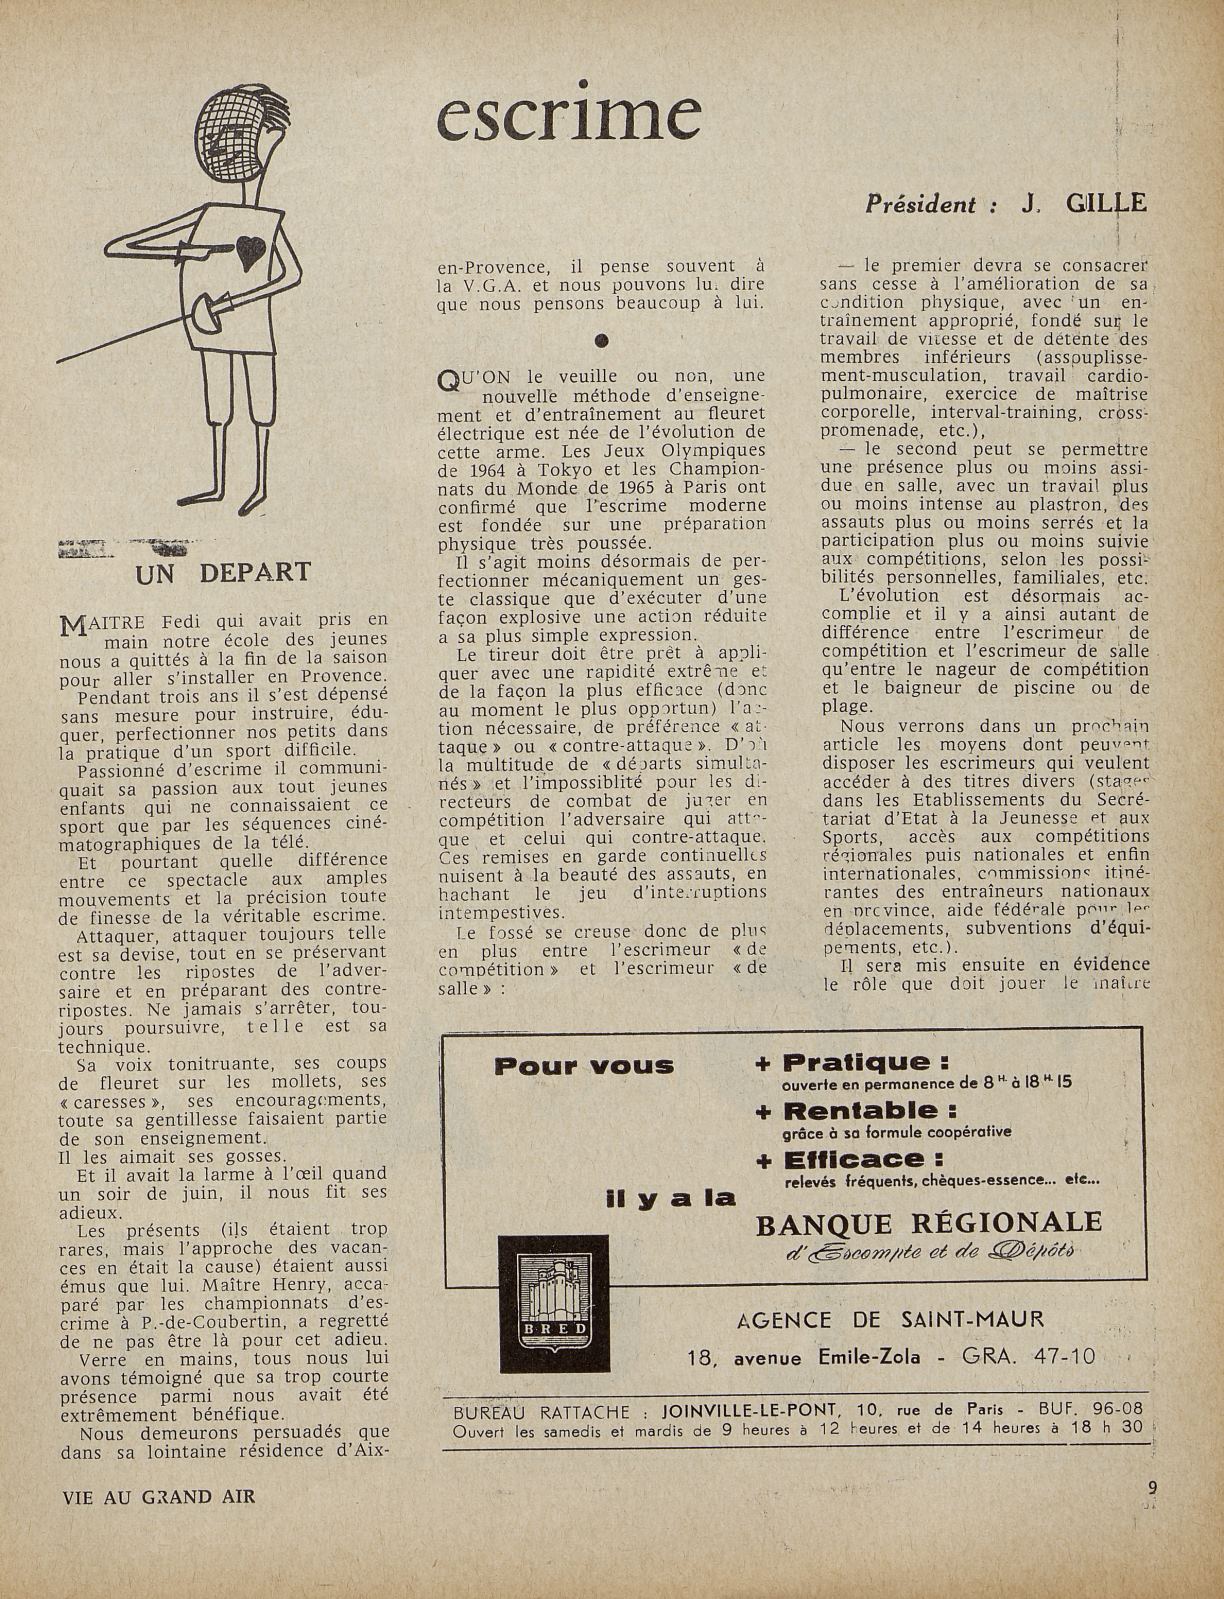 escrime
Président : J. GILLE
UN DEPART
MAITRE Fedi qui avait pris en
main notre école des jeunes
nous a quittés à la fin de la saison
pour aller s'installer en Provence.
Pendant trois ans il s'est dépensé
sans mesure pour instruire, édu-
quer, perfectionner nos petits dans
la pratique d'un sport difficile.
Passionné d'escrime il communi-
quait sa passion aux tout jeunes
enfants qui ne connaissaient ce
sport que par les séquences ciné-
matographiques de la télé.
Et pourtant quelle différence
entre ce spectacle aux amples
mouvements et la précision toute
de finesse de la véritable escrime.
Attaquer, attaquer toujours telle
est sa devise, tout en se préservant
contre les ripostes de l'adver-
saire et en préparant des contre-
ripostes. Ne jamais s'arrêter, tou-
jours poursuivre, telle est sa
technique.
Sa voix tonitruante, ses coups
de fleuret sur les mollets, ses
« caresses », ses encouragements,
toute sa gentillesse faisaient partie
de son enseignement.
Il les aimait ses gosses.
Et il avait la larme à l'œil quand
un soir de juin, il nous fit ses
adieux.
Les présents (ils étaient trop
rares, mais l'approche des vacan-
ces en était la cause) étaient aussi
émus que lui. Maître Henry, acca-
paré par les championnats d'es-
crime à P.-de-Coubertin, a regretté
de ne pas être là pour cet adieu.
Verre en mains, tous nous lui
avons témoigné que sa trop courte
présence parmi nous avait été
extrêmement bénéfique.
Nous demeurons persuadés que
dans sa lointaine résidence d'Aix-
en-Provence, il pense souvent à
la V.G.A. et nous pouvons lui dire
que nous pensons beaucoup à lui.
●
QU'ON le veuille ou non, une
nouvelle méthode d'enseigne-
ment et d'entraînement au fleuret
électrique est née de l'évolution de
cette arme. Les Jeux Olympiques
de 1964 à Tokyo et les Champion-
nats du Monde de 1965 à Paris ont
confirmé que l'escrime moderne
est fondée sur une préparation
physique très poussée.
Il s'agit moins désormais de per-
fectionner mécaniquement un ges-
te classique que d'exécuter d'une
façon explosive une action réduite
a sa plus simple expression.
Le tireur doit être prêt à appli-
quer avec une rapidité extrême et
de la façon la plus efficace (donc
au moment le plus opportun) l'ac-
tion nécessaire, de préférence « at-
taque » ou « contre-attaque ». D'où
la multitude de « départs simulta-
nés » et l'impossiblité pour les di-
recteurs de combat de juger en
compétition l'adversaire qui atta-
que et celui qui contre-attaque.
Ces remises en garde continuelles
nuisent à la beauté des assauts, en
hachant le jeu d'interruptions
intempestives.
Le fossé se creuse donc de plus
en plus entre l'escrimeur « de
compétition » et l'escrimeur « de
salle » :
— le premier devra se consacrer
sans cesse à l'amélioration de sa
condition physique, avec un en-
traînement approprié, fondé sur le
travail de vitesse et de détente des
membres inférieurs (assouplisse-
ment-musculation, travail cardio-
pulmonaire, exercice de maîtrise
corporelle, interval-training, cross-
promenade, etc.),
— le second peut se permettre
une présence plus ou moins assi-
due en salle, avec un travail plus
ou moins intense au plastron, des
assauts plus ou moins serrés et la
participation plus ou moins suivie
aux compétitions, selon les possi-
bilités personnelles, familiales, etc.
L'évolution est désormais ac-
complie et il y a ainsi autant de
différence entre l'escrimeur de
compétition et l'escrimeur de salle
qu'entre le nageur de compétition
et le baigneur de piscine ou de
plage.
Nous verrons dans un prochain
article les moyens dont peuvent
disposer les escrimeurs qui veulent
accéder à des titres divers (stages
dans les Etablissements du Secré-
tariat d'Etat à la Jeunesse et aux
Sports, accès aux compétitions
régionales puis nationales et enfin
internationales, commissions itiné-
rantes des entraîneurs nationaux
en province, aide fédérale pour les
déplacements, subventions d'équi-
pements, etc.).
Il sera mis ensuite en évidence
le rôle que doit jouer le maître
Pour vous
il y a la
+ Pratique :
ouverte en permanence de 8 H. à 18 H. 15
+ Rentable :
grâce à sa formule coopérative
+ Efficace :
relevés fréquents, chèques-essence... etc...
BANQUE RÉGIONALE
d'Escompte et de Dépôts
BRED
AGENCE DE SAINT-MAUR
18, avenue Emile-Zola - GRA. 47-10
BUREAU RATTACHE : JOINVILLE-LE-PONT, 10, rue de Paris - BUF. 96-08
Ouvert les samedis et mardis de 9 heures à 12 heures et de 14 heures à 18 h 30
VIE AU GRAND AIR
9